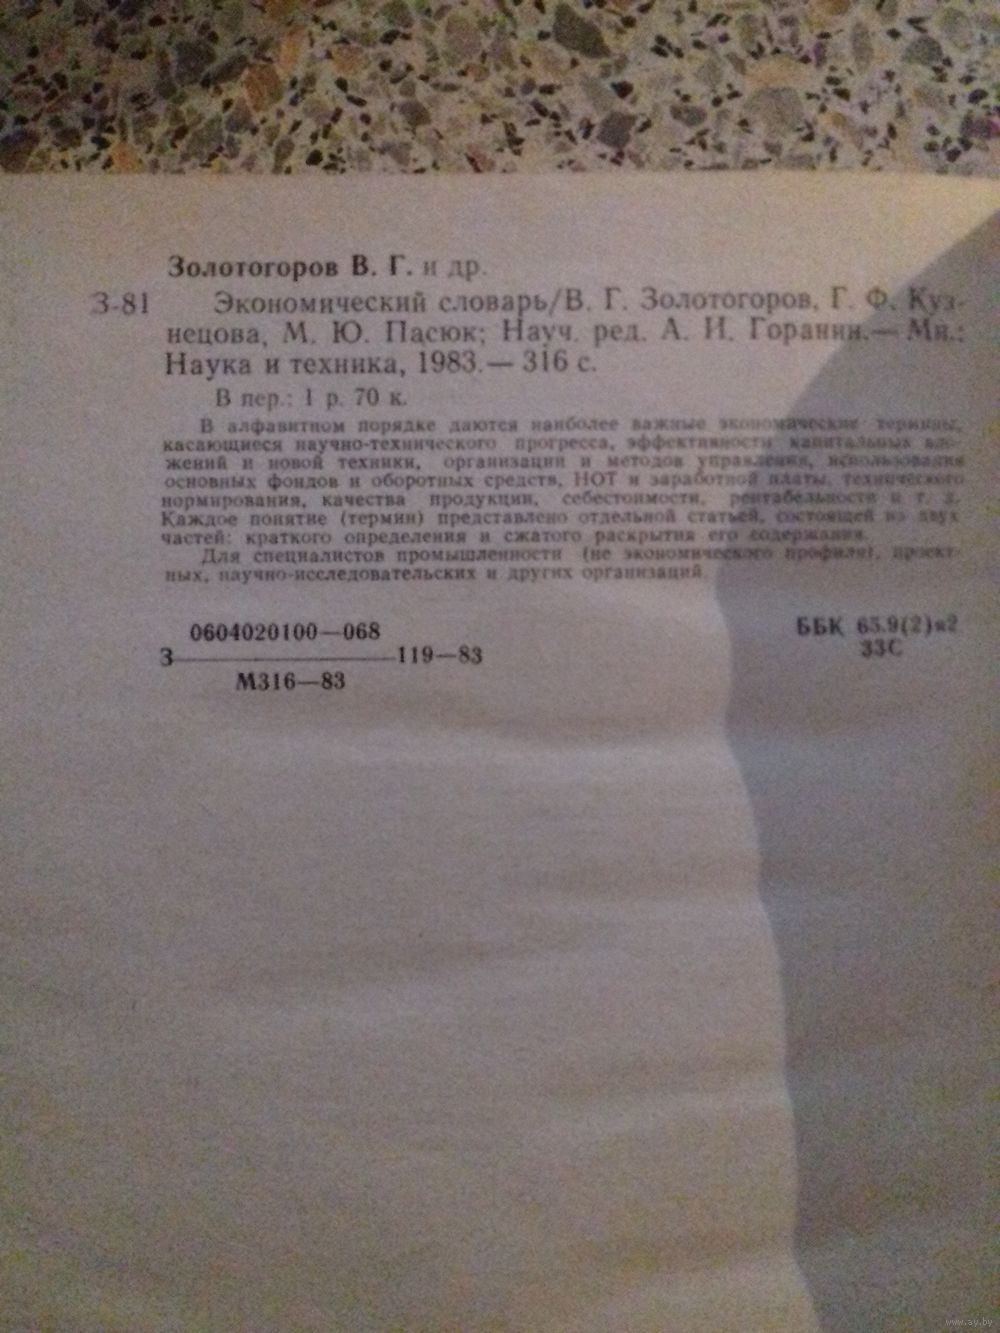 Золотогоров В. Г. и др.
З-81 Экономический словарь/В. Г. Золотогоров, Г. Ф. Куз-
нецова, М. Ю. Пасюк; Науч. ред. А. И. Горанин.— Мн.:
Наука и техника, 1983.— 316 с.
В пер.: 1 р. 70 к.
В алфавитном порядке даются наиболее важные экономические термины,
касающиеся научно-технического прогресса, эффективности капитальных вло-
жений и новой техники, организации и методов управления, использования
основных фондов и оборотных средств, НОТ и заработной платы, технического
нормирования, качества продукции, себестоимости, рентабельности и т. д.
Каждое понятие (термин) представлено отдельной статьей, состоящей из двух
частей: краткого определения и сжатого раскрытия его содержания.
Для специалистов промышленности (не экономического профиля), проект-
ных, научно-исследовательских и других организаций.
0604020100—068
З————119—83
М316—83
ББК 65.9(2)я2
33С
www.ay.by